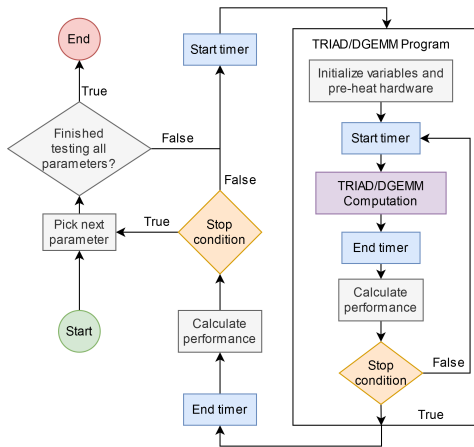 End
Start timer
TRIAD/DGEMM Program
Initialize variables and
pre-heat hardware
True
Finished
testing all
parameters?
False
Start timer
TRIAD/DGEMM
Computation
False
Pick next
parameter
True
Stop
condition
End timer
Start
Calculate
performance
Calculate
performance
Stop
condition
False
End timer
True